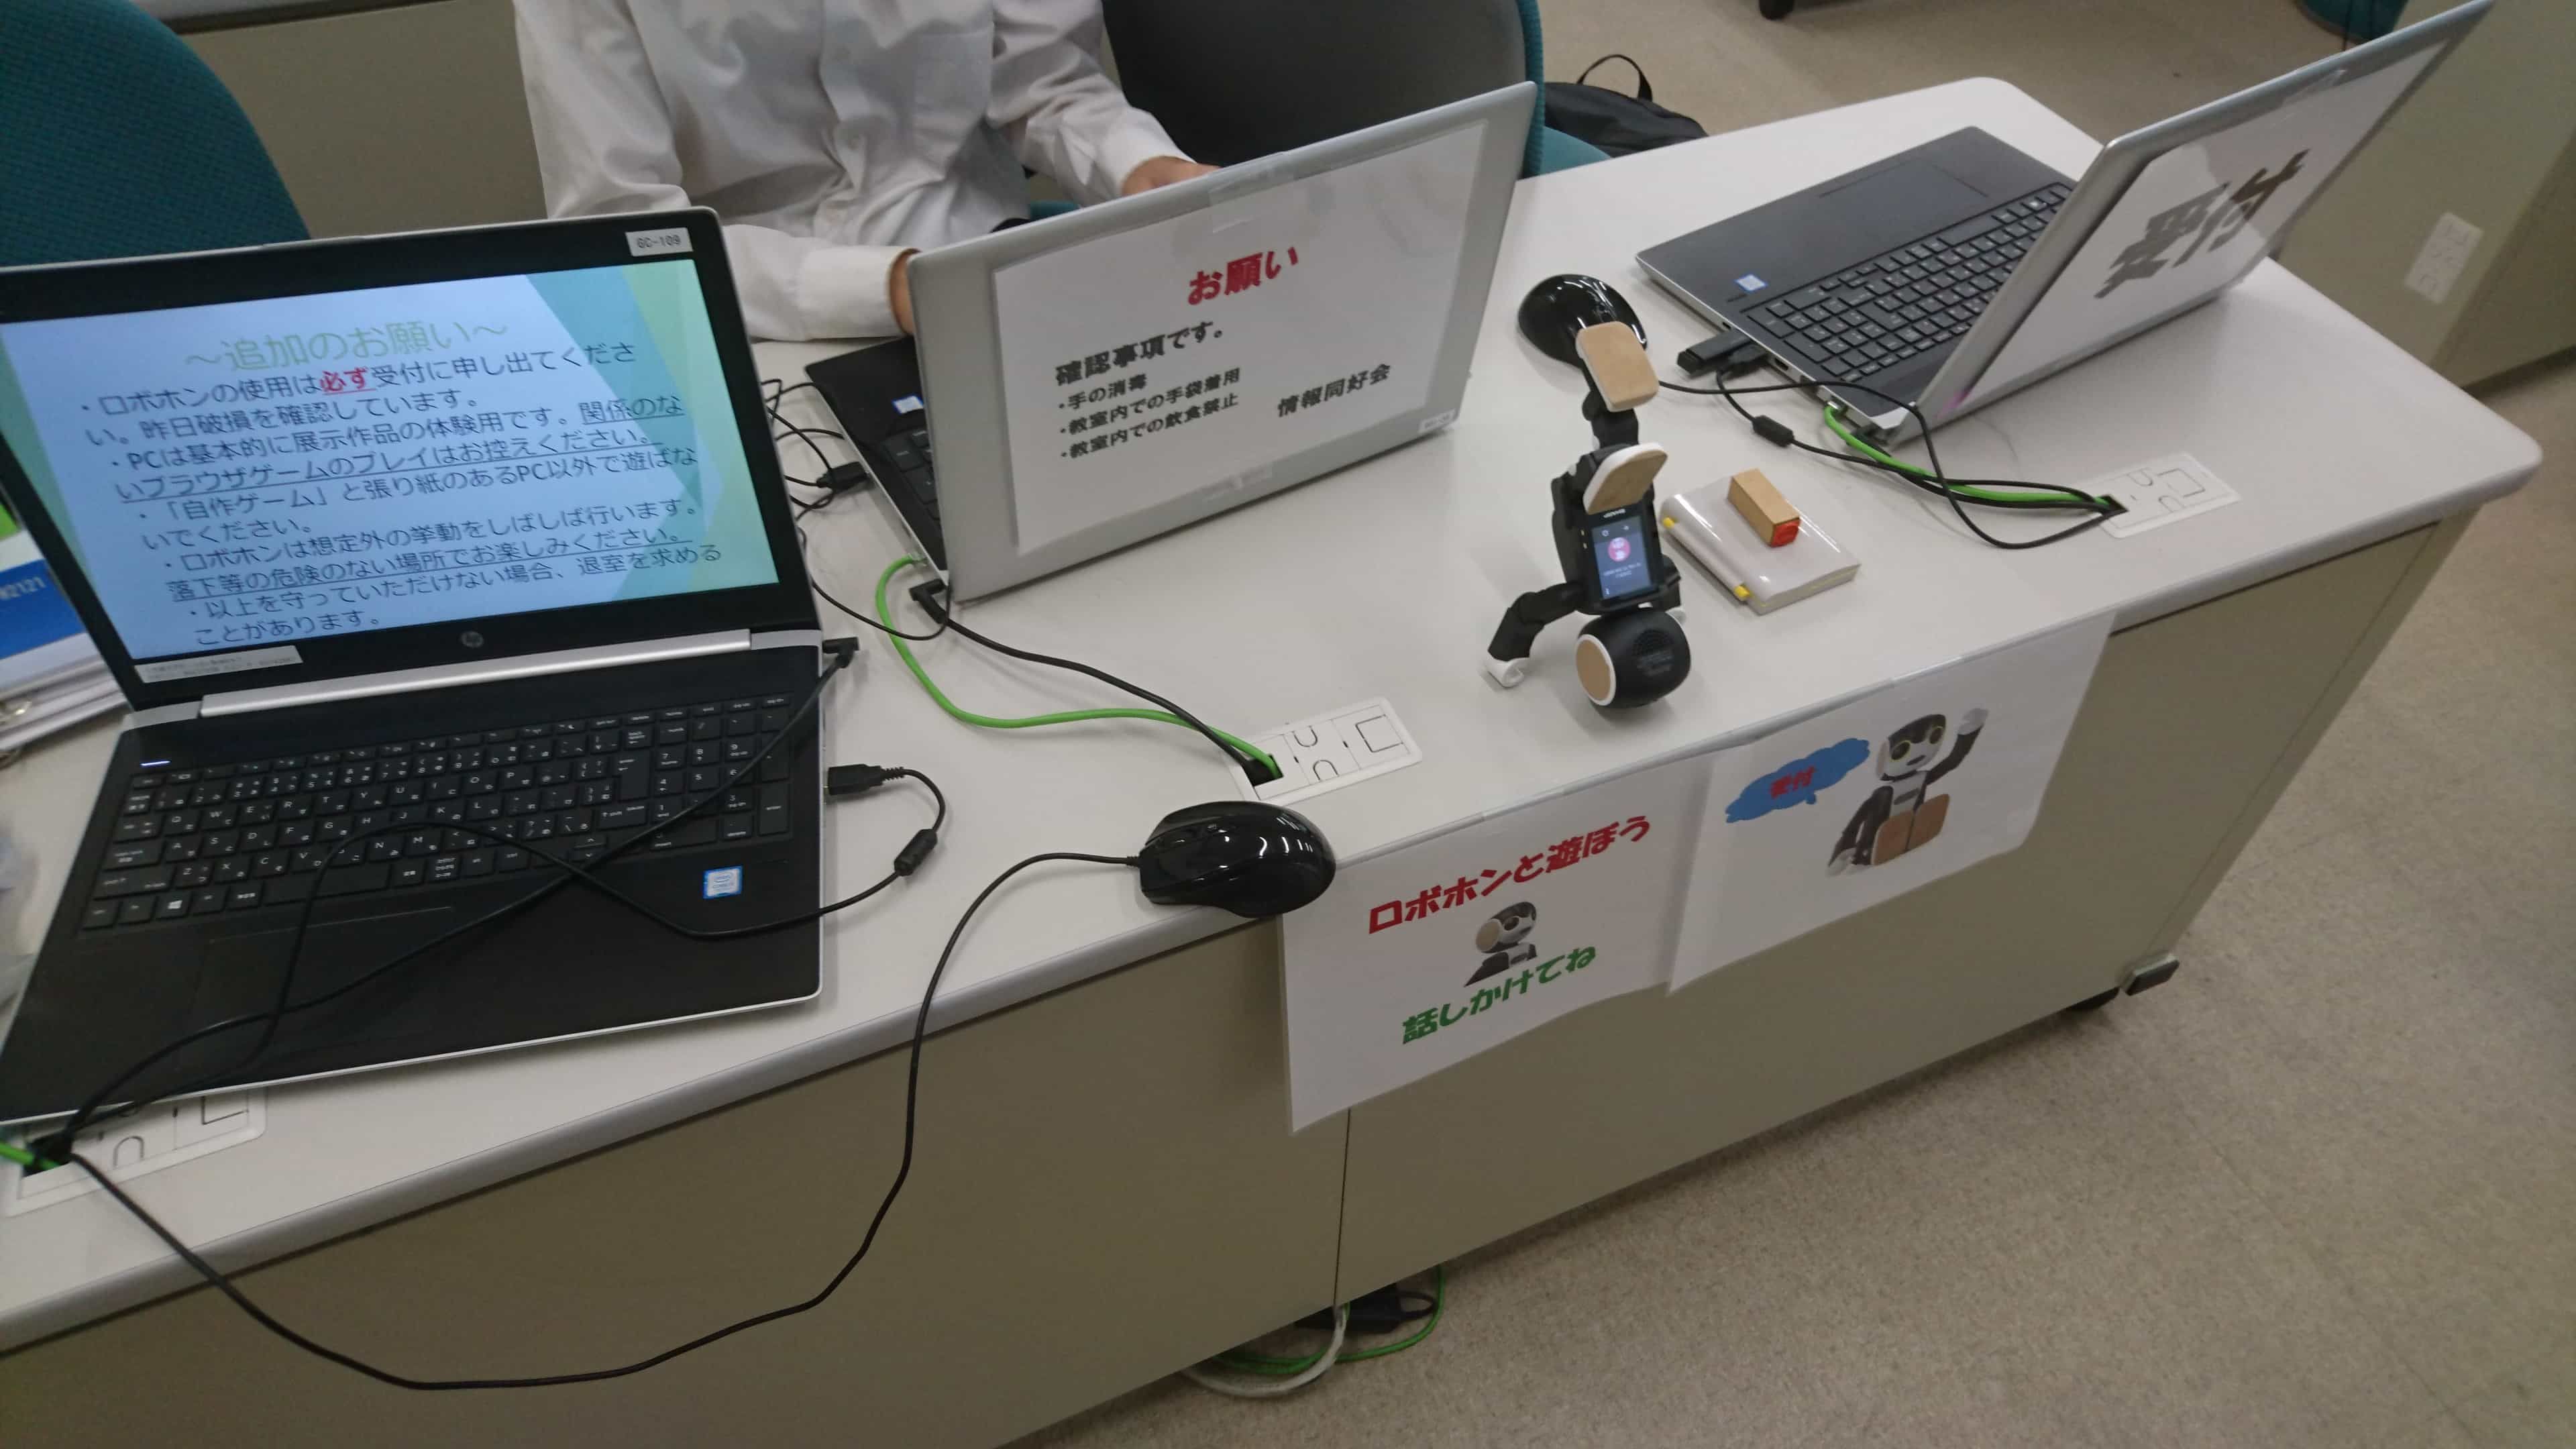 GC-109
～追加のお願い～
・ロボホンの使用は必ず受付に申し出てくださ
い。昨日破損を確認しています。
・PCは基本的に展示作品の体験用です。関係のな
いブラウザゲームのプレイはお控えください。
・「自作ゲーム」と張り紙のあるPC以外で遊ばな
いでください。
・ロボホンは想定外の挙動をしばしば行います。
落下等の危険のない場所でお楽しみください。
・以上を守っていただけない場合、退室を求める
ことがあります。
hp
お願い
確認事項です。
・手の消毒
・教室内での手袋着用
・教室内での飲食禁止
情報同好会
受付
ロボホンと遊ぼう
話しかけてね
受付